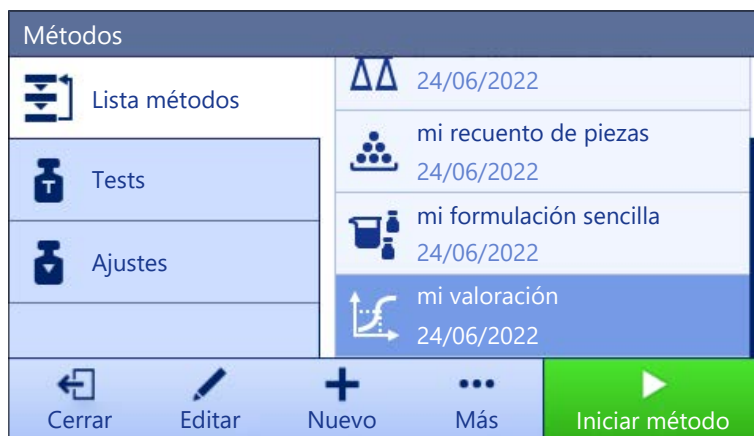 Métodos
Lista métodos
Tests
Ajustes
24/06/2022
mi recuento de piezas
24/06/2022
mi formulación sencilla
24/06/2022
mi valoración
24/06/2022
Cerrar
Editar
Nuevo
Más
Iniciar método